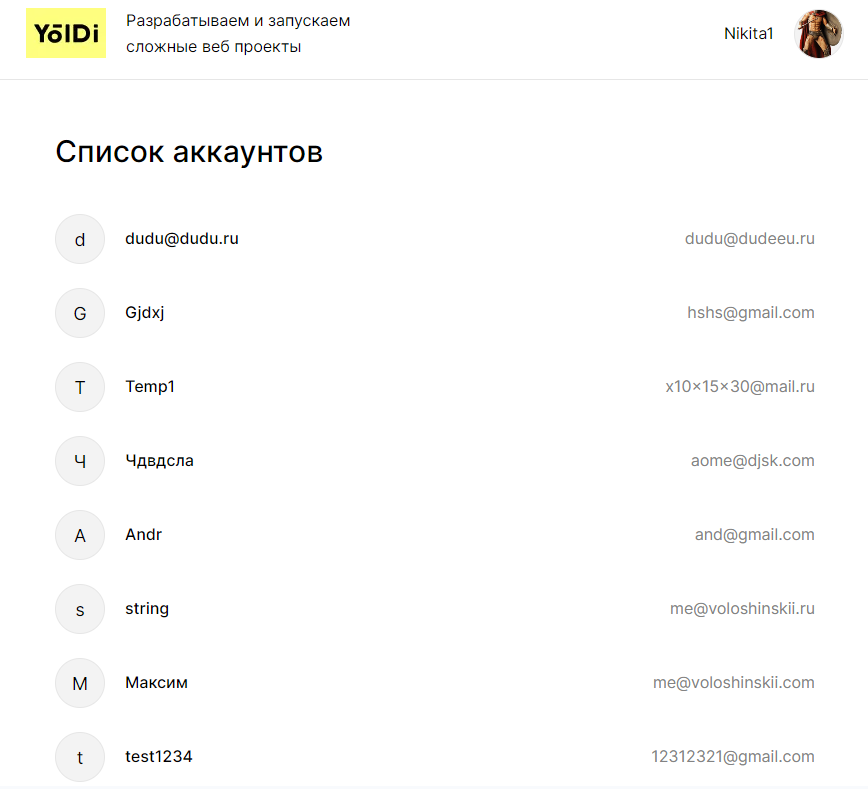 YōlDi
Разрабатываем и запускаем
сложные веб проекты
Nikita1
Список аккаунтов
d dudu@dudu.ru dudu@dudeeu.ru
G Gjdxj hshs@gmail.com
T Temp1 x10×15×30@mail.ru
Ч Чдвдсла aome@djsk.com
A Andr and@gmail.com
s string me@voloshinskii.ru
М Максим me@voloshinskii.com
t test1234 12312321@gmail.com